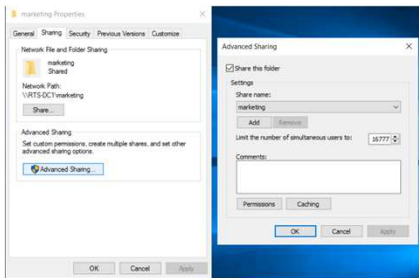 marketing Properties
General Sharing Security Previous Versions Customize
Network File and Folder Sharing
marketing
Shared
Network Path:
\\RTS-DC1\marketing
Share...
Advanced Sharing
Set custom permissions, create multiple shares, and set other
advanced sharing options.
Advanced Sharing...
OK Cancel Apply
Advanced Sharing
Share this folder
Settings
Share name:
marketing
Add Remove
Limit the number of simultaneous users to: 16777
Comments:
Permissions Caching
OK Cancel Apply